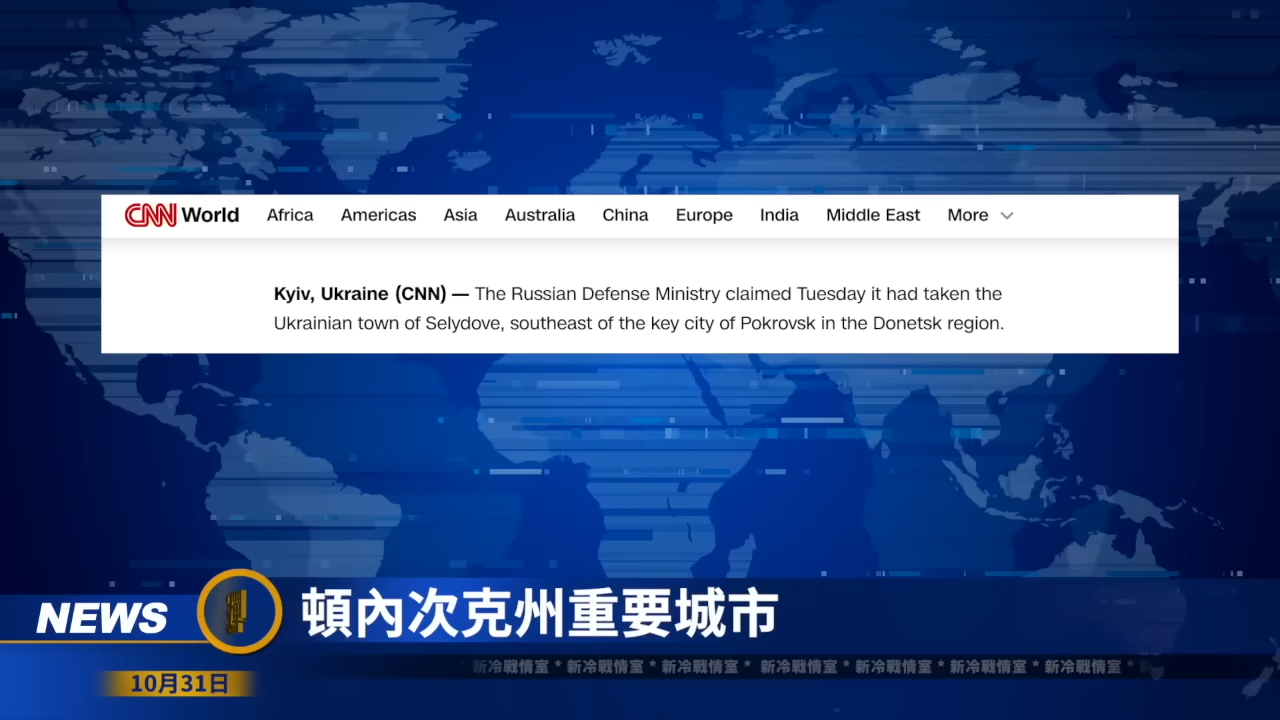 CNN World Africa Americas Asia Australia China Europe India Middle East More
Kyiv, Ukraine (CNN) — The Russian Defense Ministry claimed Tuesday it had taken the
Ukrainian town of Selydove, southeast of the key city of Pokrovsk in the Donetsk region.
NEWS 頓內次克州重要城市
* 新冷戰情室 * 新冷戰情室 * 新冷戰情室 * 新冷戰情室 * 新冷戰情室 * 新冷戰情室 * 新冷戰情室 *
10月31日